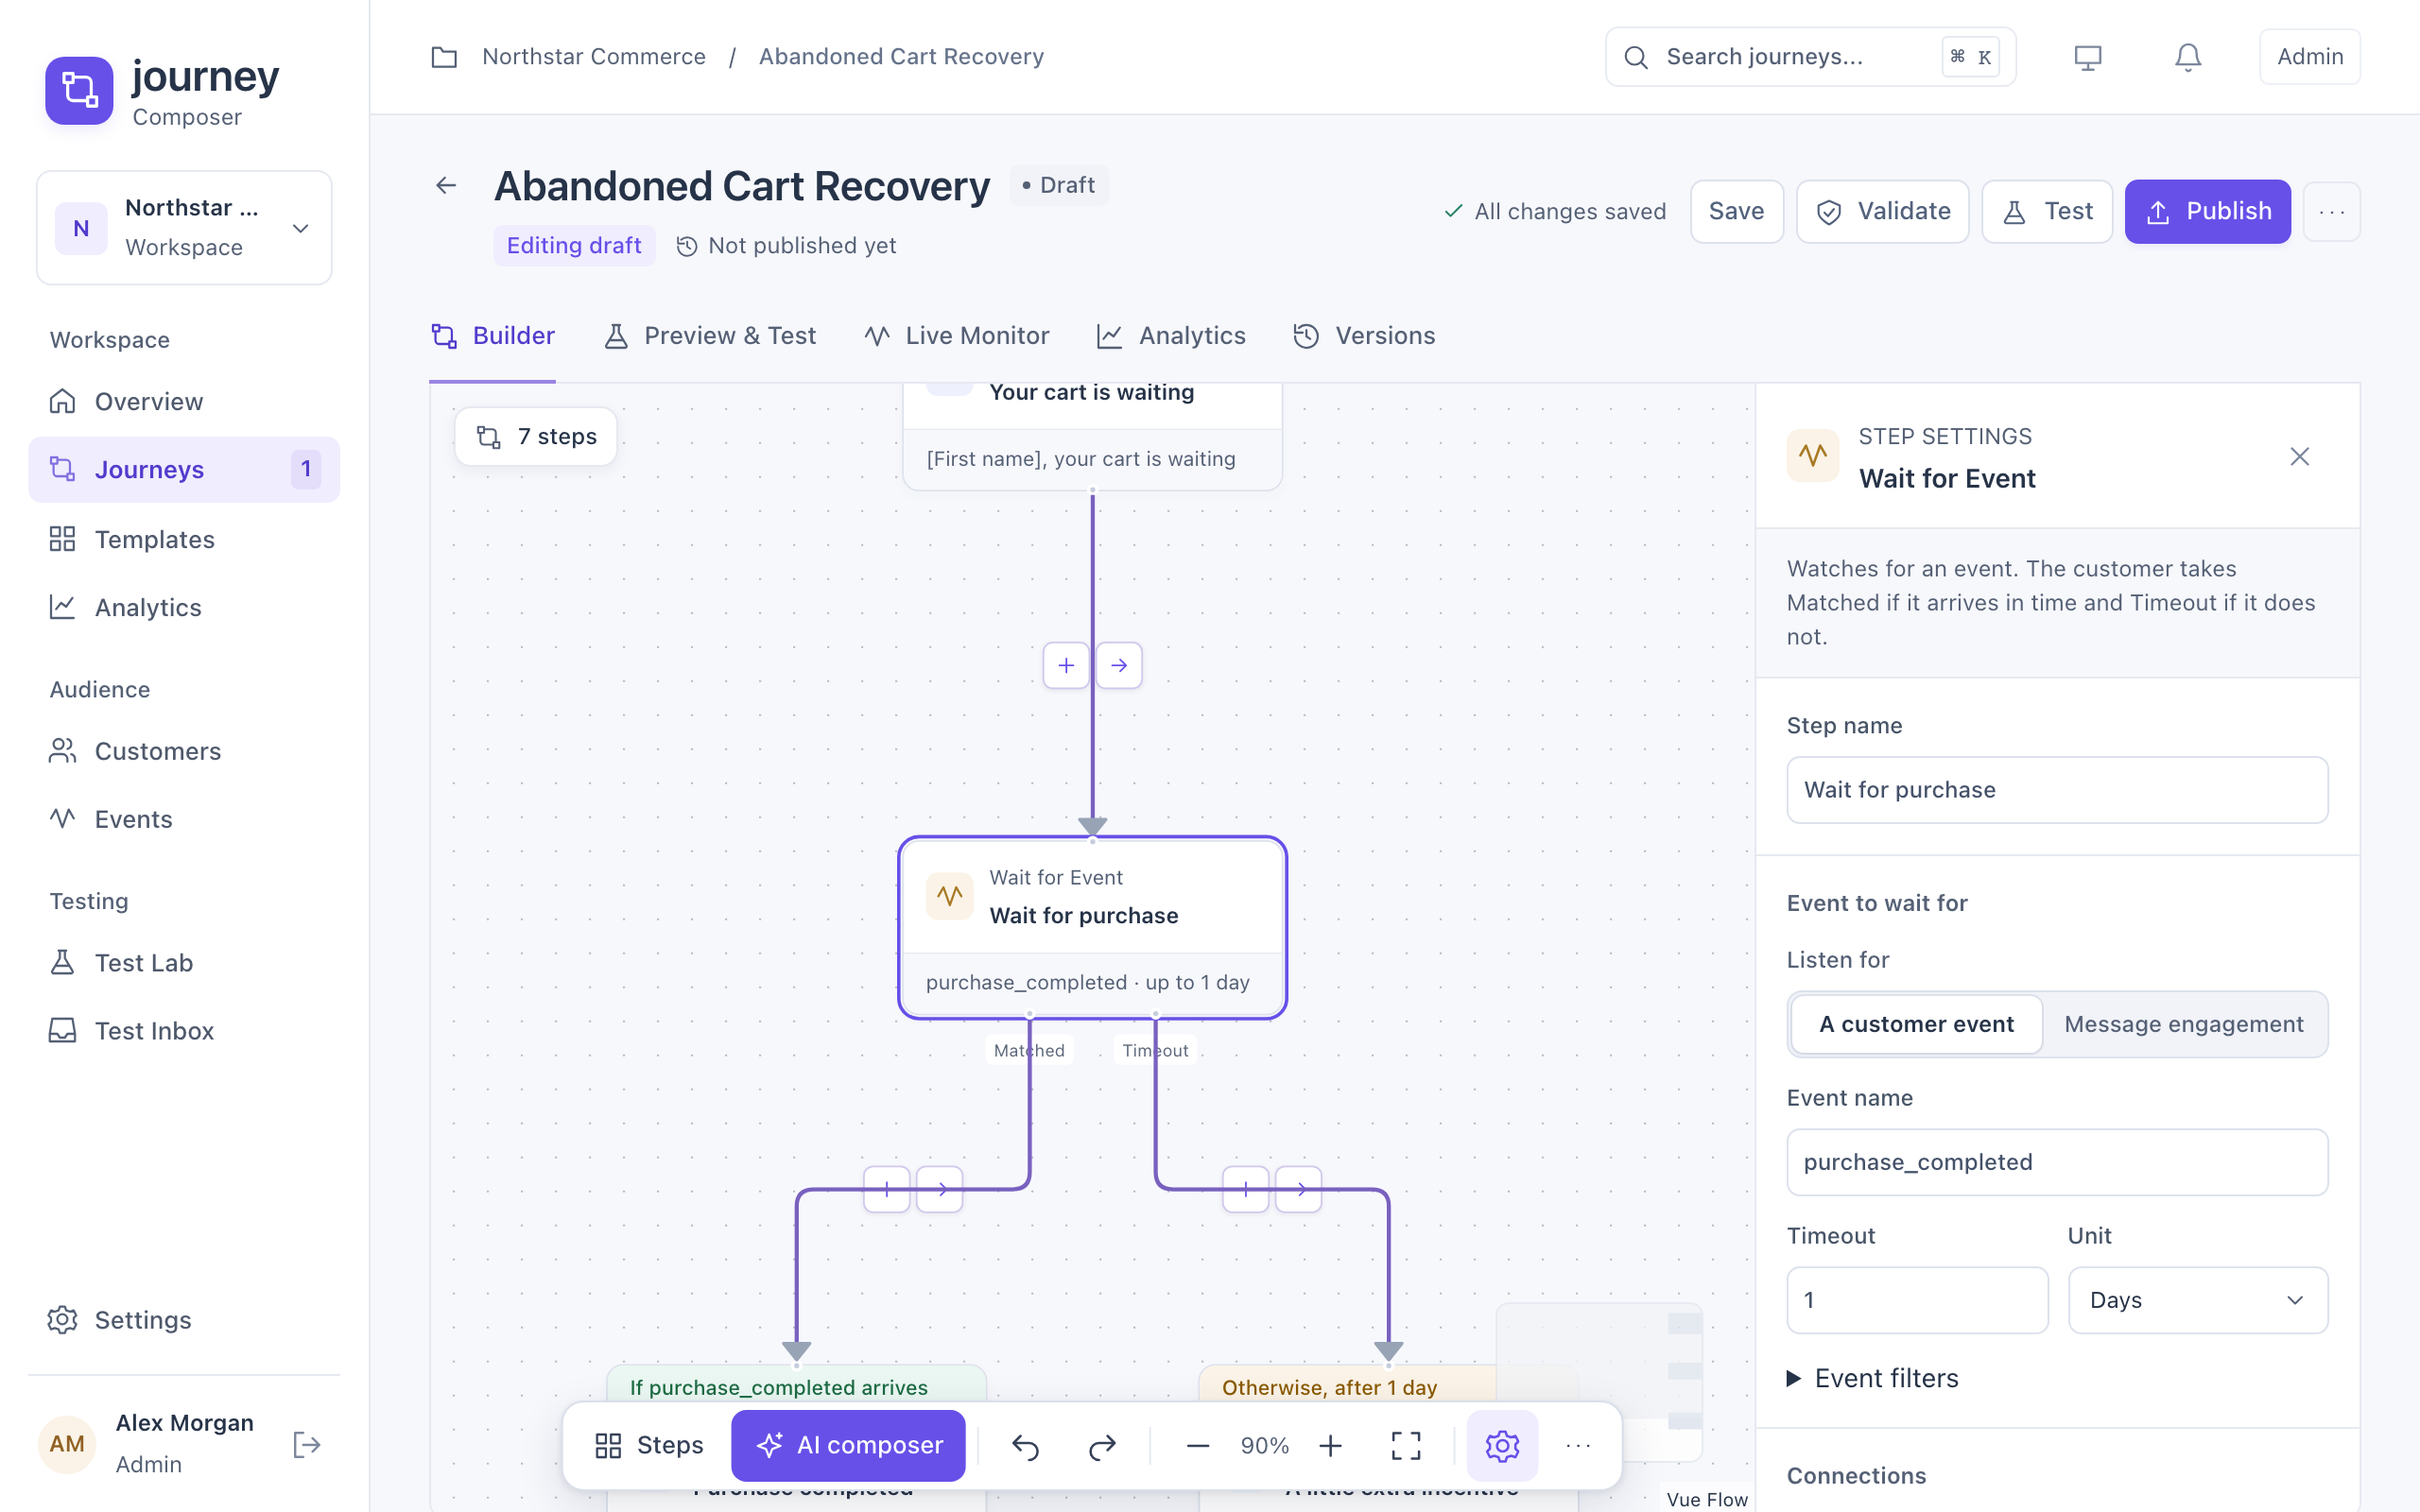 journey
Composer
N
Northstar ...
Workspace
Workspace
Overview
Journeys 1
Templates
Analytics
Audience
Customers
Events
Testing
Test Lab
Test Inbox
Settings
AM
Alex Morgan
Admin
Northstar Commerce / Abandoned Cart Recovery
Search journeys... ⌘ K
Admin
Abandoned Cart Recovery
• Draft
Editing draft
Not published yet
All changes saved
Save
Validate
Test
Publish
...
Builder
Preview & Test
Live Monitor
Analytics
Versions
7 steps
Your cart is waiting
[First name], your cart is waiting
Wait for Event
Wait for purchase
purchase_completed · up to 1 day
Matched
Timeout
If purchase_completed arrives
Otherwise, after 1 day
Purchase completed
A little extra incentive
Steps
AI composer
90%
...
Vue Flow
STEP SETTINGS
Wait for Event
Watches for an event. The customer takes
Matched if it arrives in time and Timeout if it does
not.
Step name
Wait for purchase
Event to wait for
Listen for
A customer event
Message engagement
Event name
purchase_completed
Timeout
Unit
1
Days
Event filters
Connections